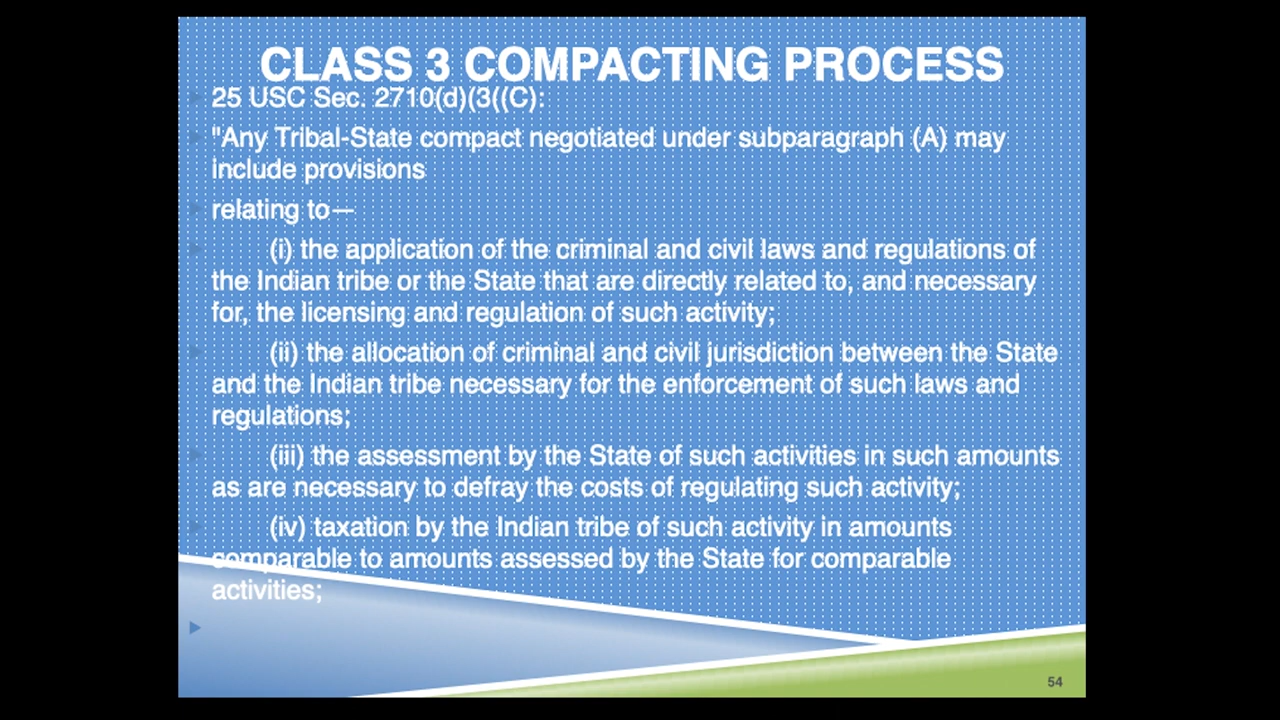 CLASS 3 COMPACTING PROCESS
25 USC Sec. 2710(d)(3((C):
"Any Tribal-State compact negotiated under subparagraph (A) may
include provisions
relating to—
(i) the application of the criminal and civil laws and regulations of
the Indian tribe or the State that are directly related to, and necessary
for, the licensing and regulation of such activity;
(ii) the allocation of criminal and civil jurisdiction between the State
and the Indian tribe necessary for the enforcement of such laws and
regulations;
(iii) the assessment by the State of such activities in such amounts
as are necessary to defray the costs of regulating such activity;
(iv) taxation by the Indian tribe of such activity in amounts
comparable to amounts assessed by the State for comparable
activities;
54